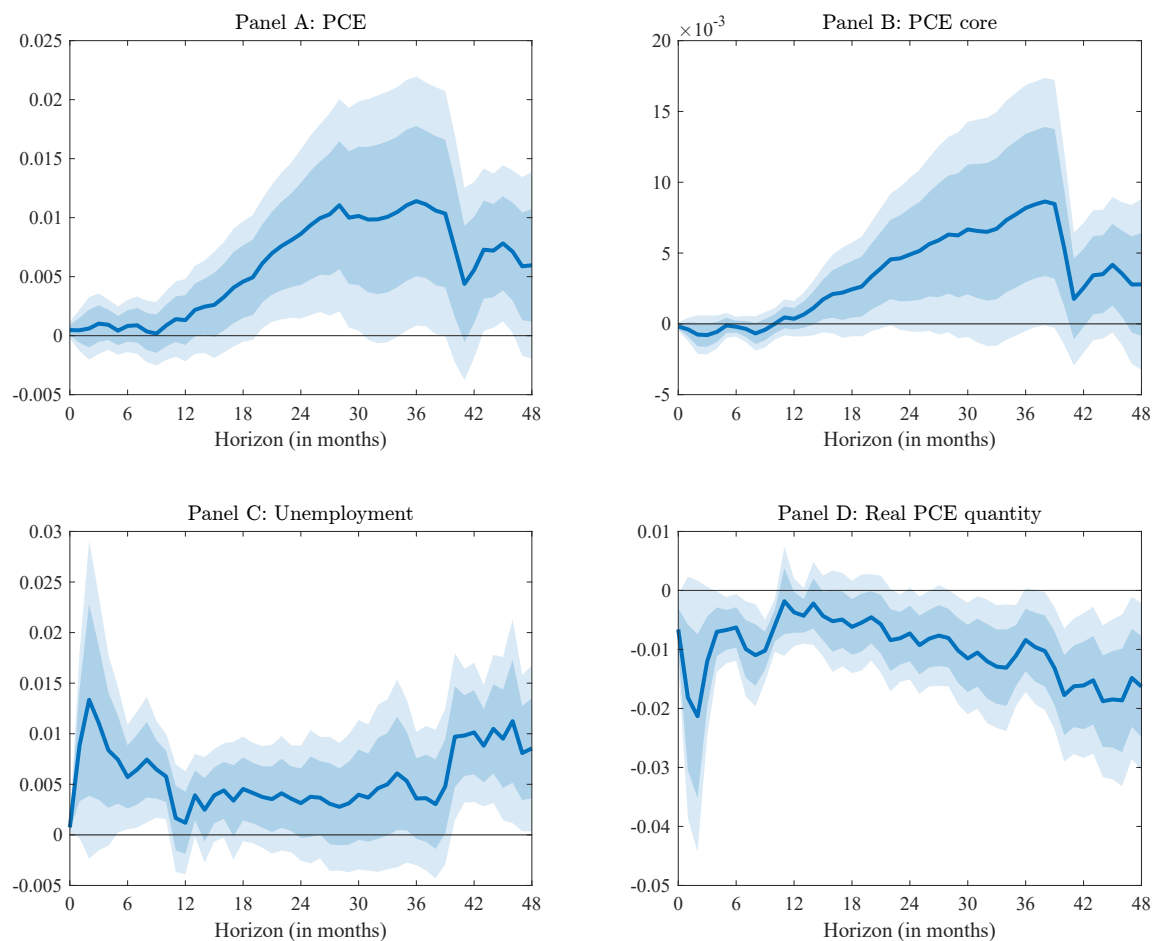 Panel A: PCE
0.025
0.02
0.015
0.01
0.005
0
-0.005
0 6 12 18 24 30 36 42 48
Horizon (in months)
Panel B: PCE core
×10⁻³
20
15
10
5
0
-5
0 6 12 18 24 30 36 42 48
Horizon (in months)
Panel C: Unemployment
0.03
0.025
0.02
0.015
0.01
0.005
0
-0.005
0 6 12 18 24 30 36 42 48
Horizon (in months)
Panel D: Real PCE quantity
0.01
0
-0.01
-0.02
-0.03
-0.04
-0.05
0 6 12 18 24 30 36 42 48
Horizon (in months)